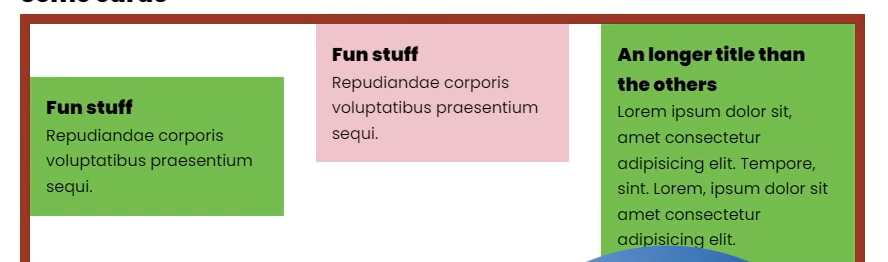 Fun stuff
Repudiandae corporis
voluptatibus praesentium
sequi.
Fun stuff
Repudiandae corporis
voluptatibus praesentium
sequi.
An longer title than
the others
Lorem ipsum dolor sit,
amet consectetur
adipisicing elit. Tempore,
sint. Lorem, ipsum dolor sit
amet consectetur
adipisicing elit.